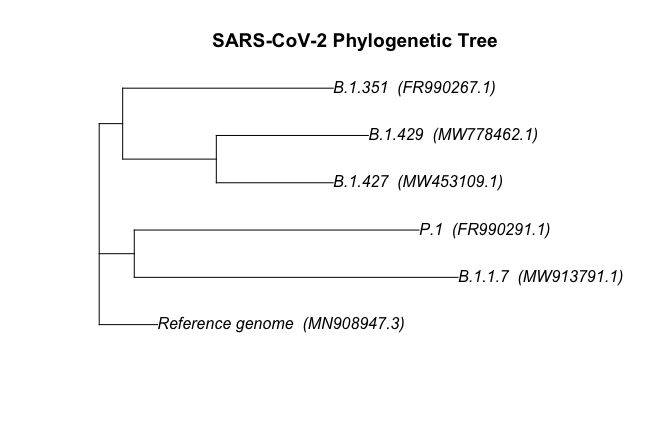 SARS-CoV-2 Phylogenetic Tree
B.1.351 (FR990267.1)
B.1.429 (MW778462.1)
B.1.427 (MW453109.1)
P.1 (FR990291.1)
B.1.1.7 (MW913791.1)
Reference genome (MN908947.3)